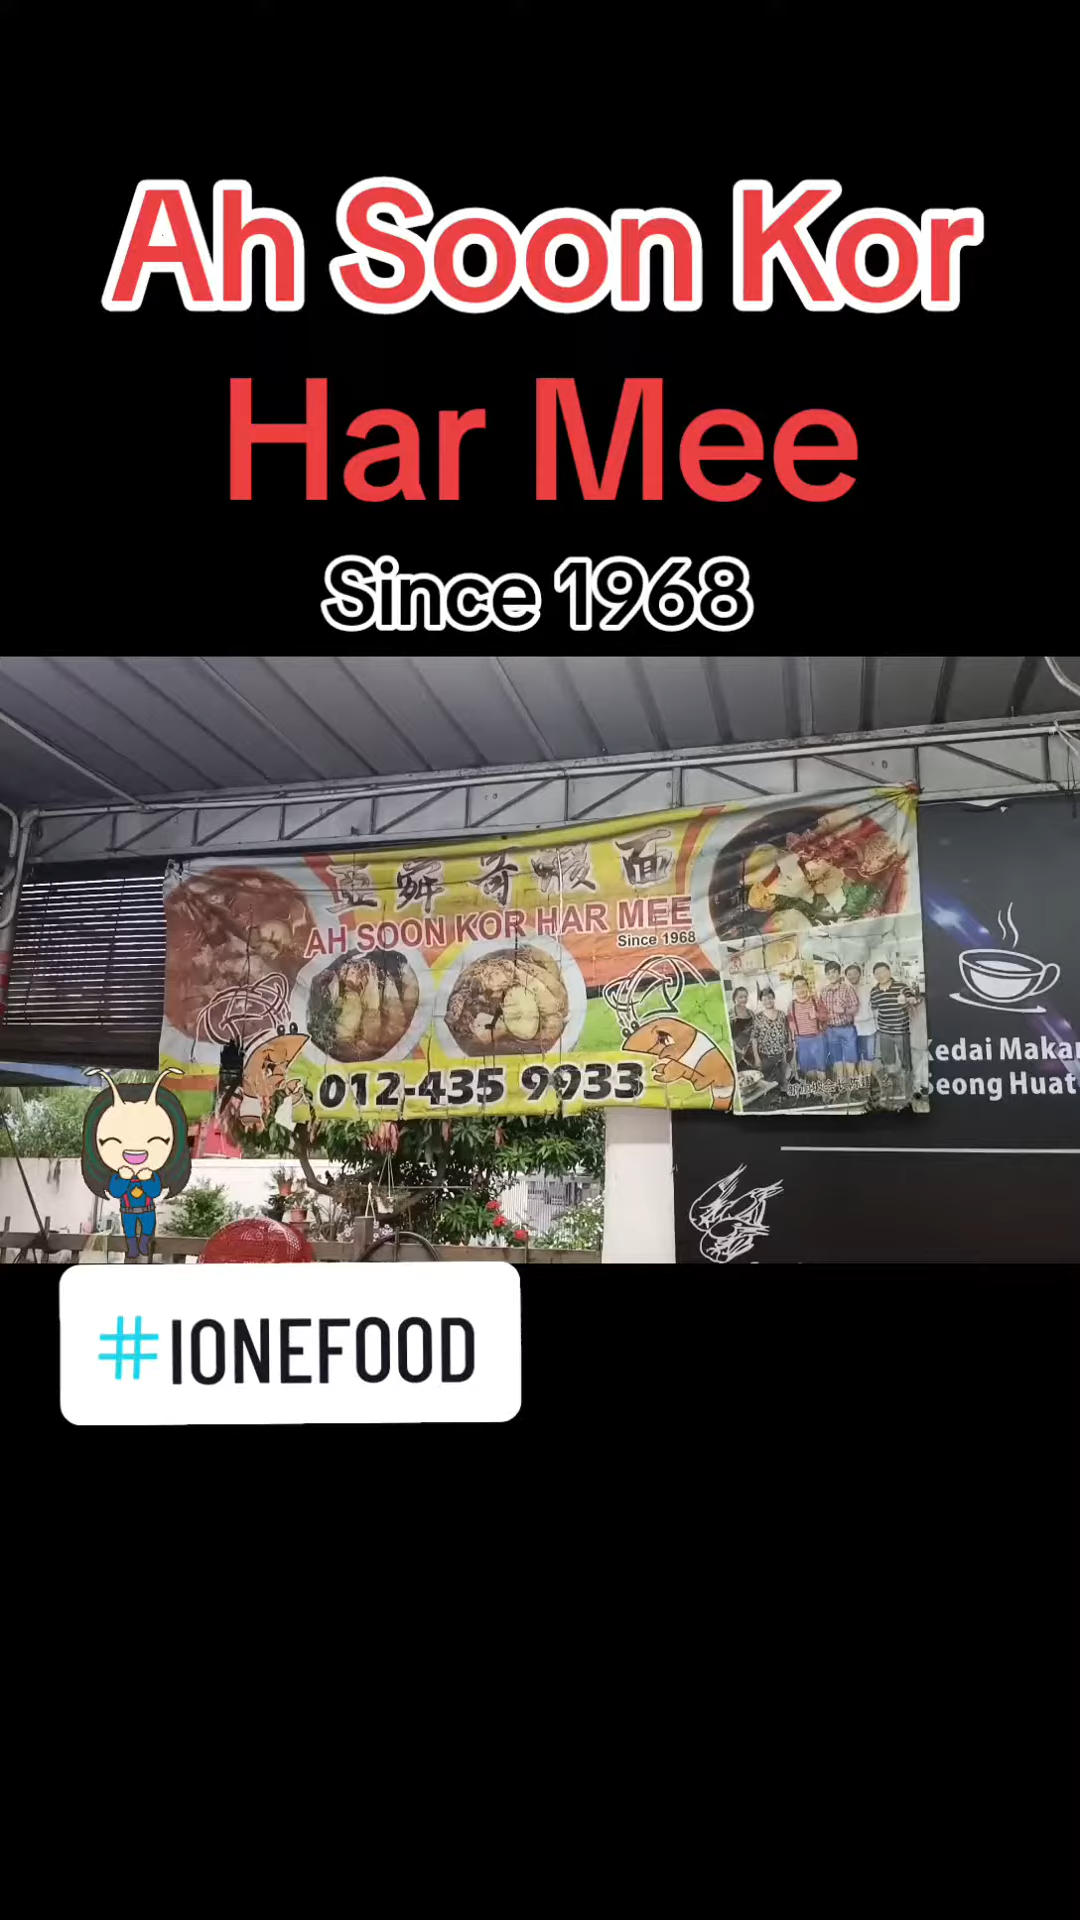 Ah Soon Kor
Har Mee
Since 1968
亞舜哥蝦面
AH SOON KOR HAR MEE
Since 1968
012-435 9933
Kedai Makan
Seong Huat
#IONEFOOD